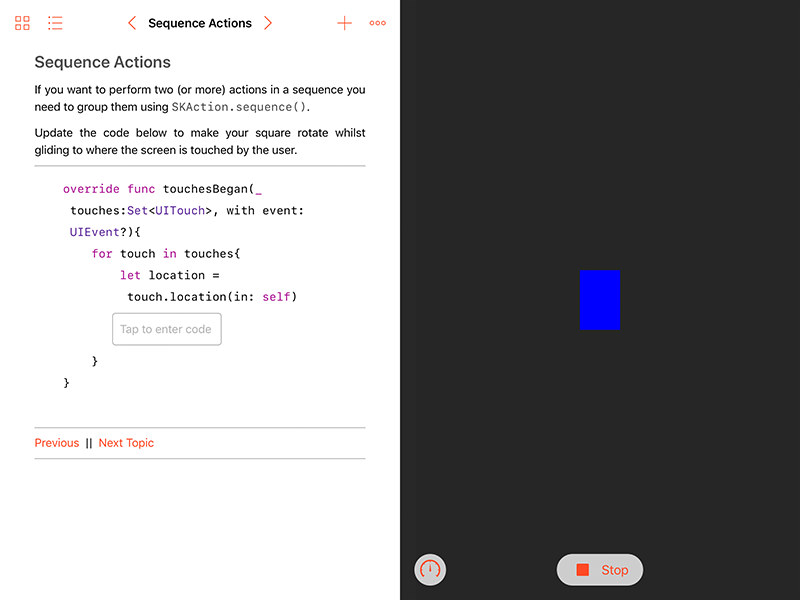 Sequence Actions
Sequence Actions
If you want to perform two (or more) actions in a sequence you
need to group them using SKAction.sequence().
Update the code below to make your square rotate whilst
gliding to where the screen is touched by the user.
override func touchesBegan(_
touches:Set<UITouch>, with event:
UIEvent?){
for touch in touches{
let location =
touch.location(in: self)
Tap to enter code
}
}
Previous || Next Topic
Stop